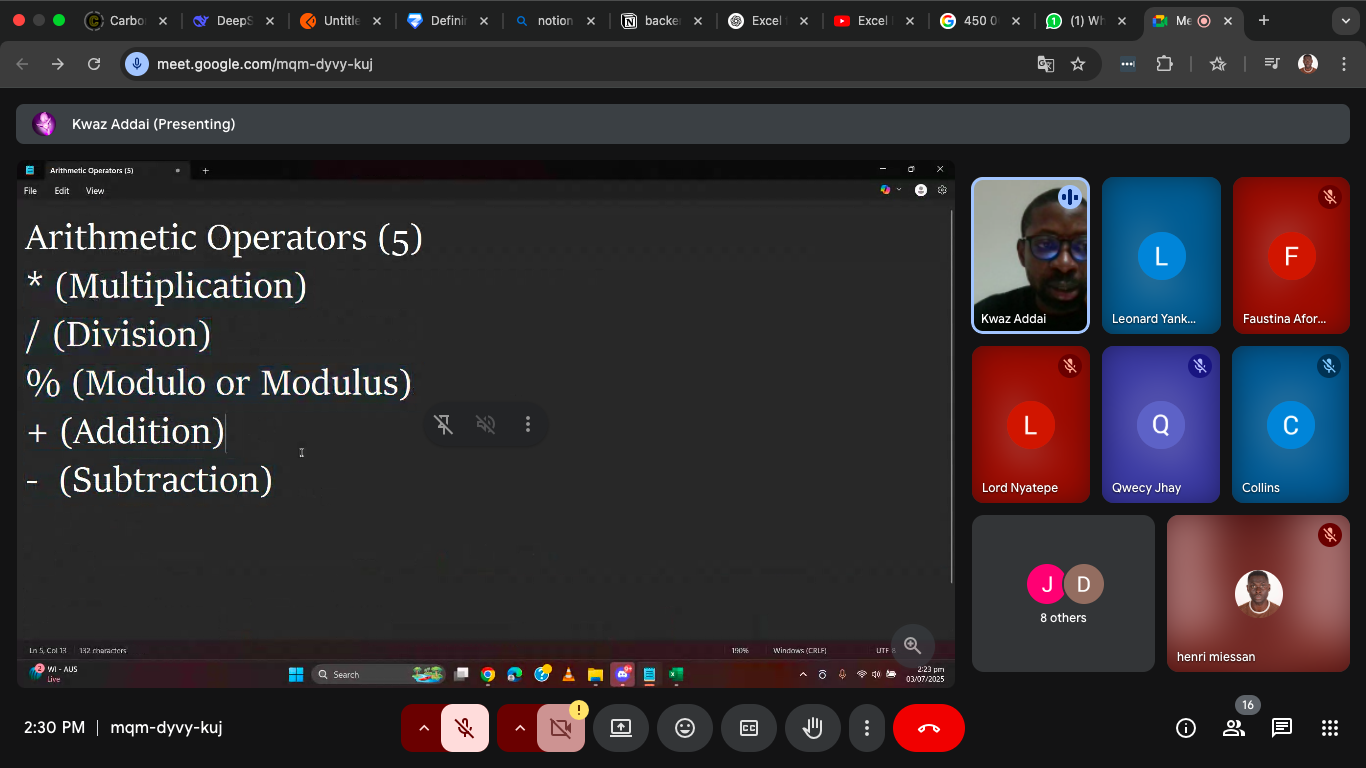 Carbo
DeepS
Untitle
Defini
notion
backe
Excel
Excel
450 0
(1) Wh
Me
meet.google.com/mqm-dyvy-kuj
Kwaz Addai (Presenting)
Arithmetic Operators (5)
File Edit View
Arithmetic Operators (5)
* (Multiplication)
/ (Division)
% (Modulo or Modulus)
+ (Addition)
- (Subtraction)
Ln 5, Col 13 132 characters 190% Windows (CRLF) UTF
2
WI - AUS
Live
Search
2:23 pm
03/07/2025
Kwaz Addai
L
Leonard Yank...
F
Faustina Afor...
L
Lord Nyatepe
Q
Qwecy Jhay
C
Collins
J
D
8 others
henri miessan
2:30 PM | mqm-dyvy-kuj
16